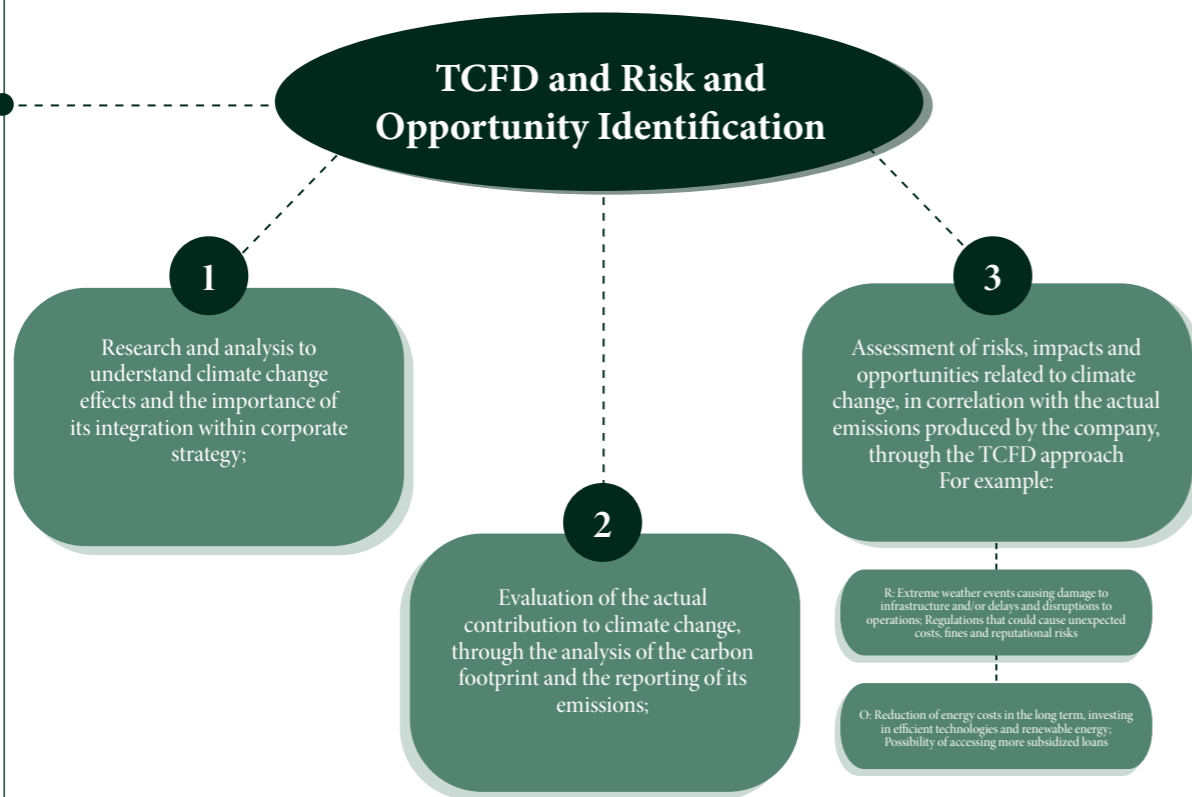 TCFD and Risk and
Opportunity Identification
1
Research and analysis to
understand climate change
effects and the importance of
its integration within corporate
strategy;
2
Evaluation of the actual
contribution to climate change,
through the analysis of the carbon
footprint and the reporting of its
emissions;
3
Assessment of risks, impacts and
opportunities related to climate
change, in correlation with the actual
emissions produced by the company,
through the TCFD approach
For example:
R: Extreme weather events causing damage to
infrastructure and/or delays and disruptions to
operations; Regulations that could cause unexpected
costs, fines and reputational risks
O: Reduction of energy costs in the long term, investing
in efficient technologies and renewable energy;
Possibility of accessing more subsidized loans